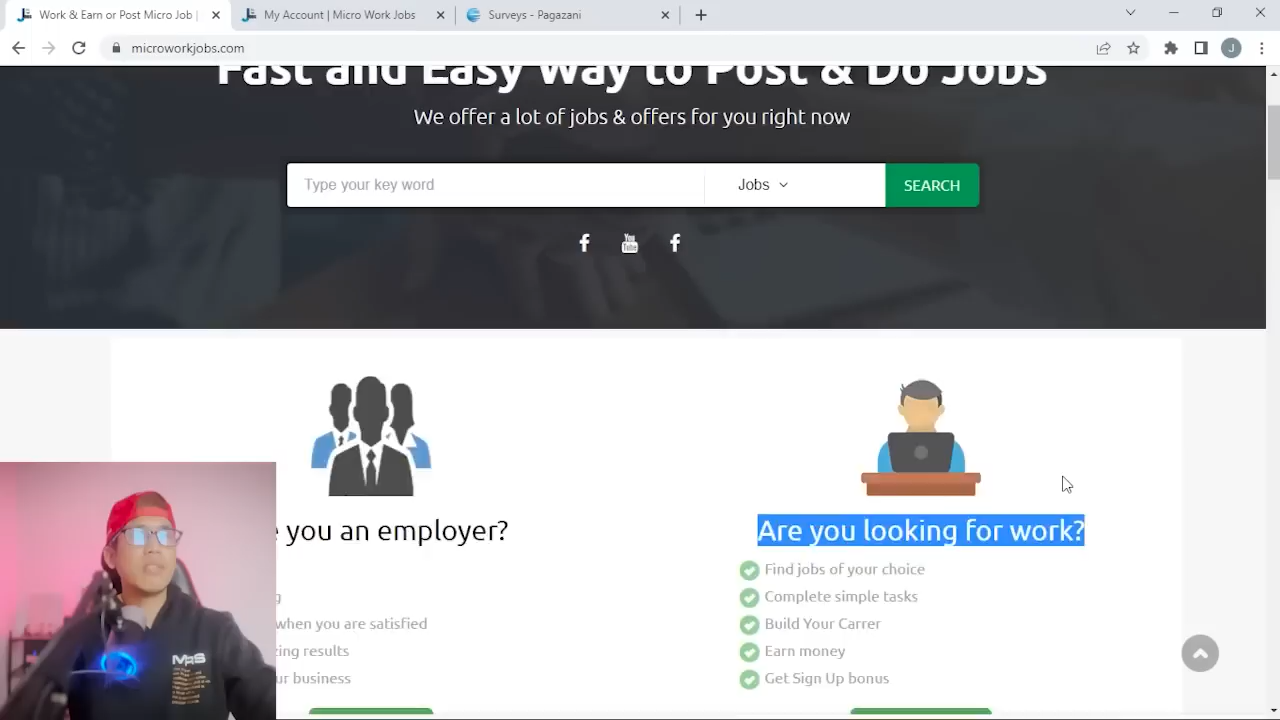 Work & Earn or Post Micro Job
My Account | Micro Work Jobs
Surveys - Pagazani
microworkjobs.com
J
Fast and Easy Way to Post & Do Jobs
We offer a lot of jobs & offers for you right now
Type your key word
Jobs
SEARCH
You
Tube
you an employer?
Are you looking for work?
Find jobs of your choice
Complete simple tasks
when you are satisfied
Build Your Carrer
results
Earn money
business
Get Sign Up bonus